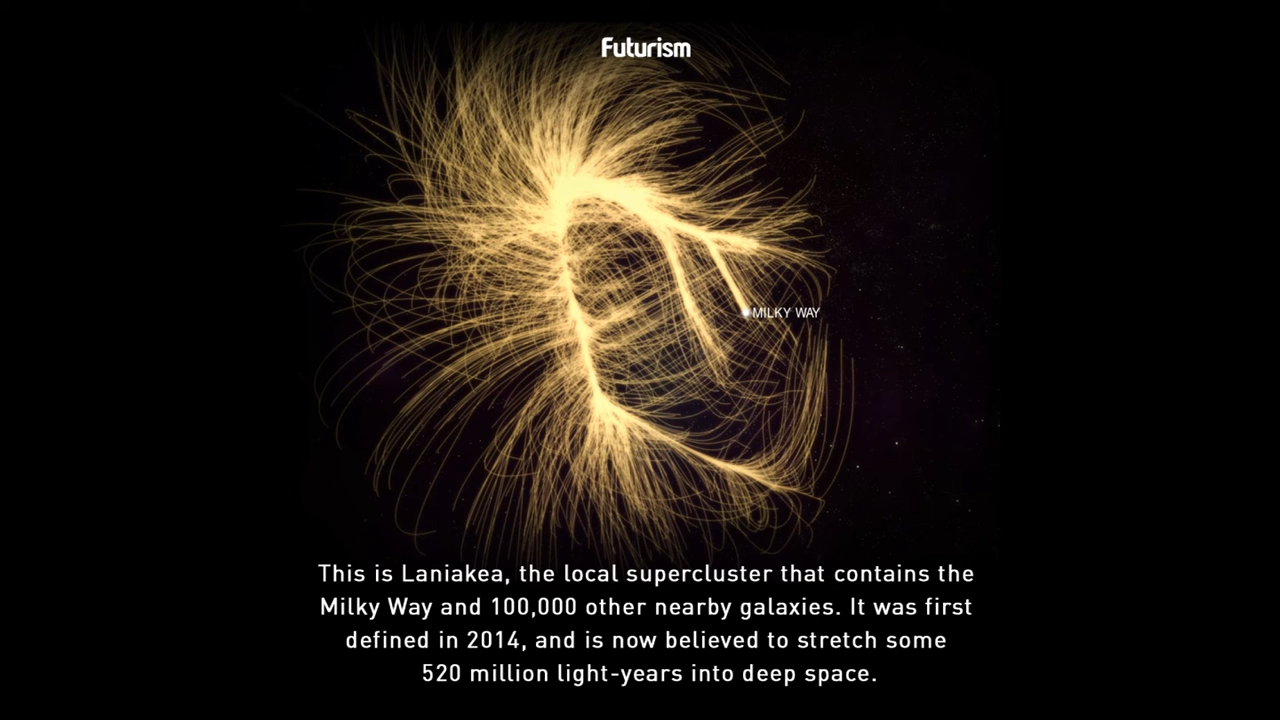 Futurism
MILKY WAY
This is Laniakea, the local supercluster that contains the
Milky Way and 100,000 other nearby galaxies. It was first
defined in 2014, and is now believed to stretch some
520 million light-years into deep space.